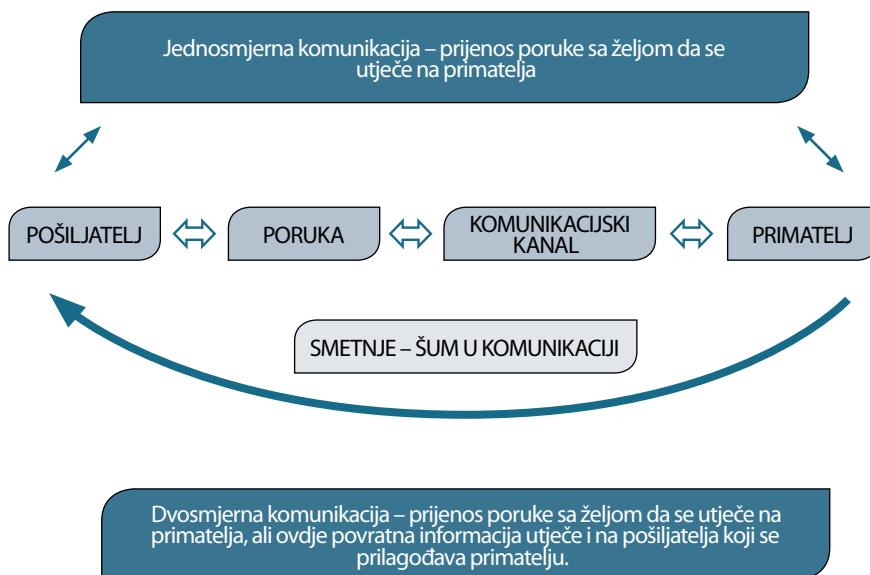 Jednosmjerna komunikacija – prijenos poruke sa željom da se
utječe na primatelja
POŠILJATELJ
PORUKA
KOMUNIKACIJSKI
KANAL
PRIMATELJ
SMETNJE – ŠUM U KOMUNIKACIJI
Dvosmjerna komunikacija – prijenos poruke sa željom da se utječe na
primatelja, ali ovdje povratna informacija utječe i na pošiljatelja koji se
prilagođava primatelju.